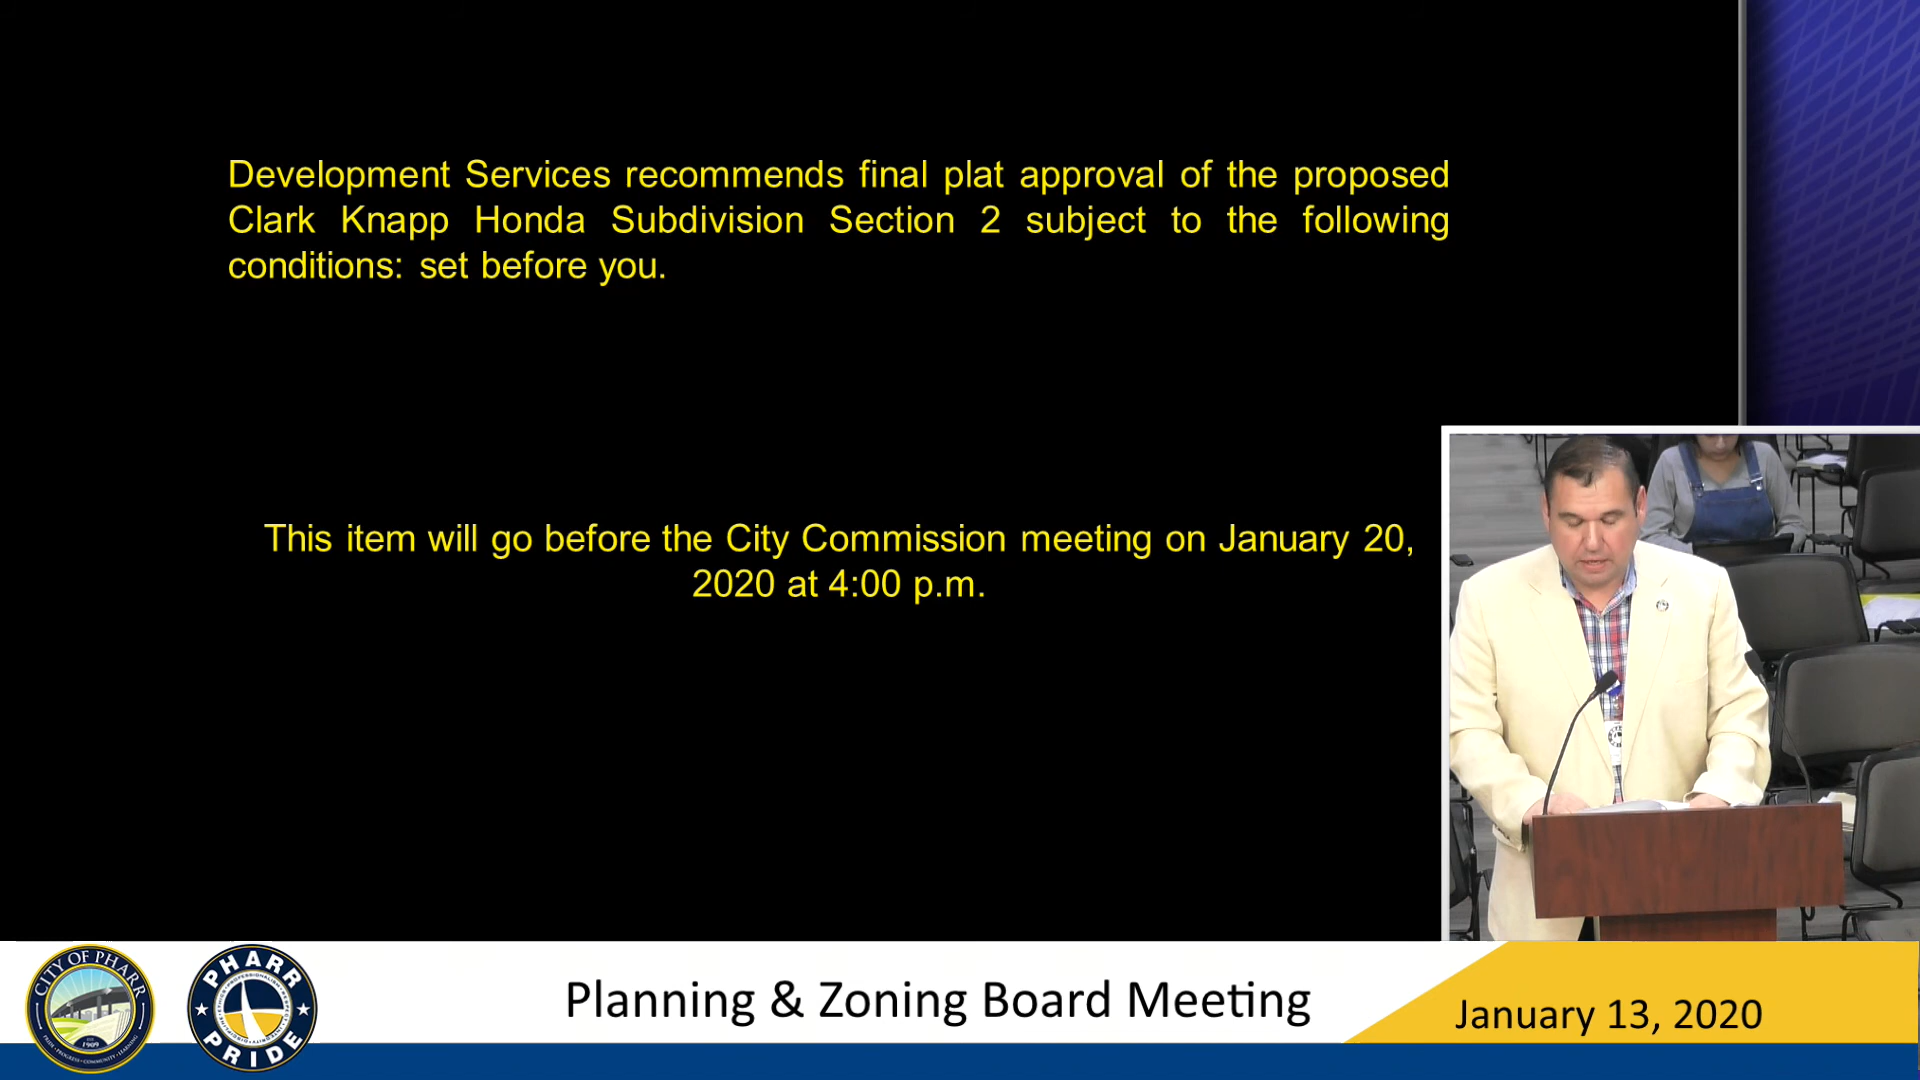 Development Services recommends final plat approval of the proposed
Clark Knapp Honda Subdivision Section 2 subject to the following
conditions: set before you.
This item will go before the City Commission meeting on January 20,
2020 at 4:00 p.m.
CITY OF PHARR
1909
PHARR
PRIDE
Planning & Zoning Board Meeting
January 13, 2020